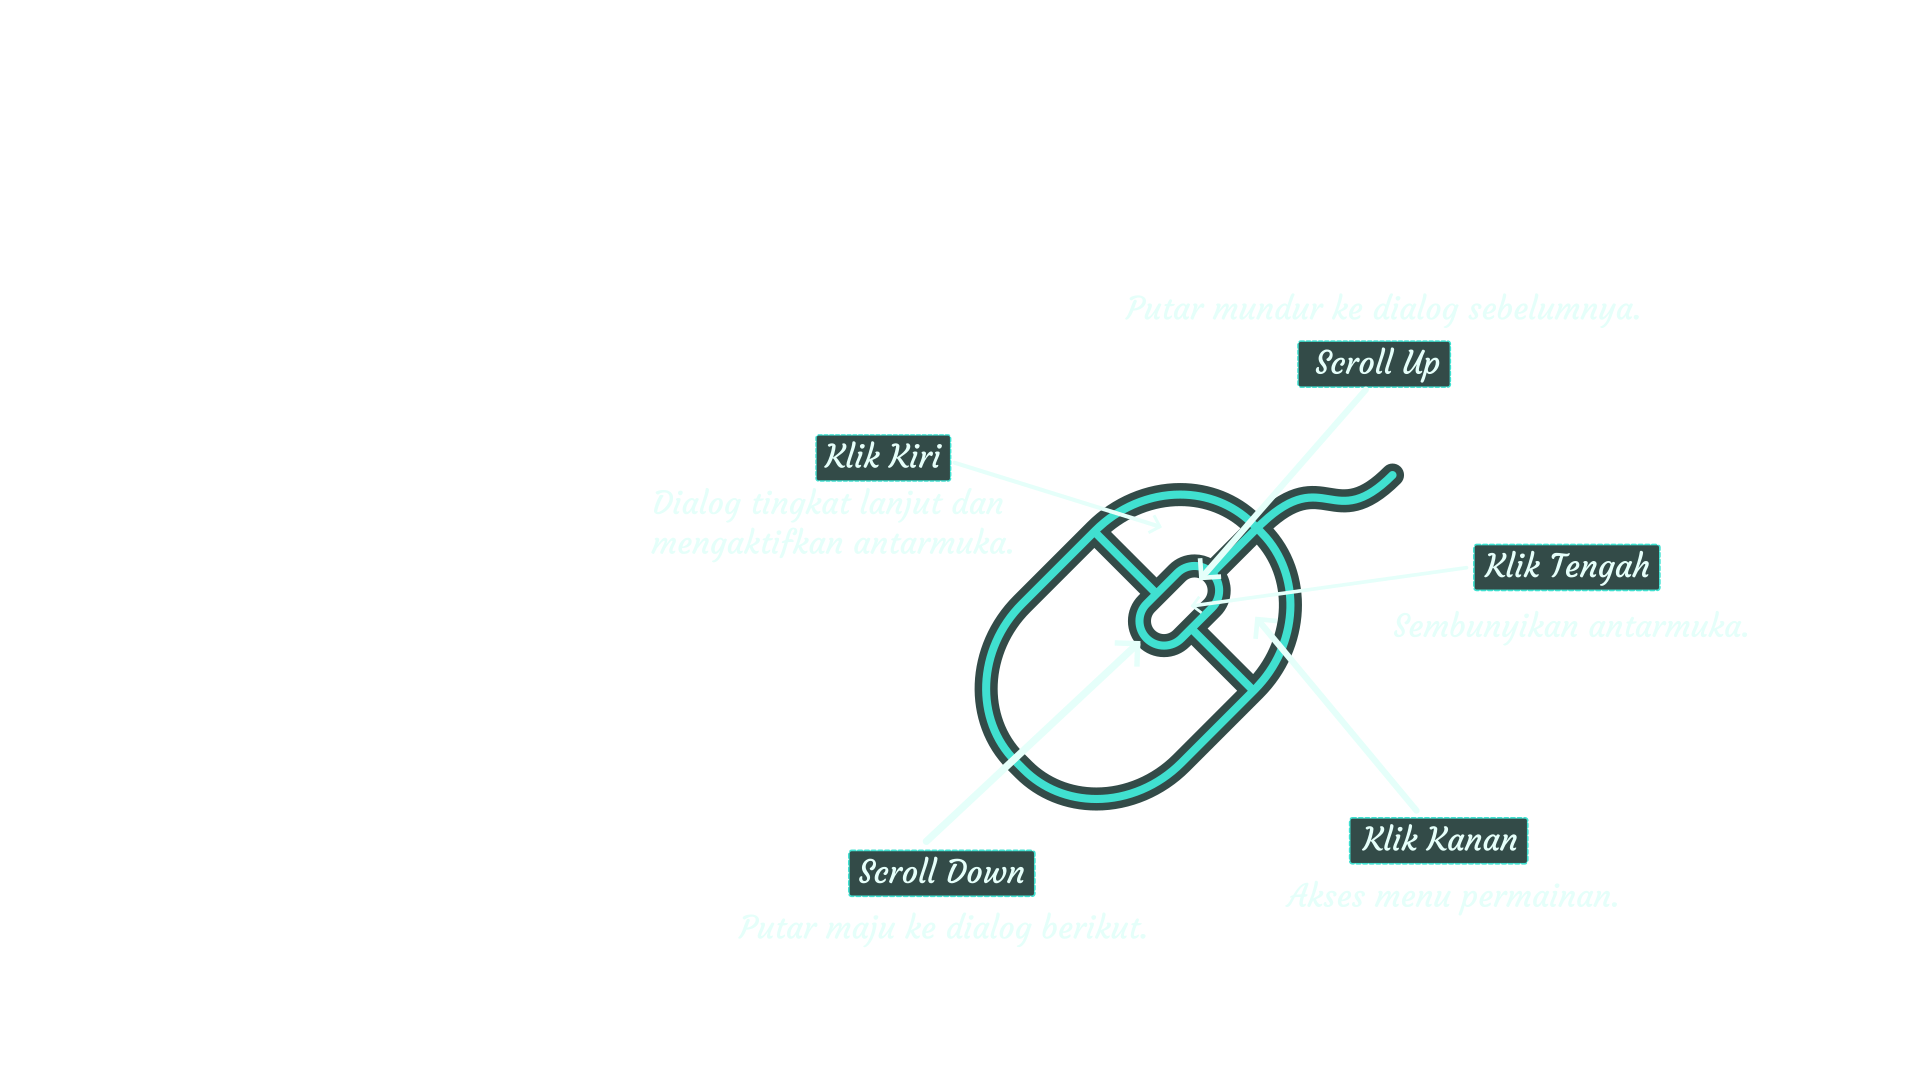 Putar mundur ke dialog sebelumnya.
Scroll Up
Klik Kiri
Dialog tingkat lanjut dan
mengaktifkan antarmuka.
Klik Tengah
Sembunyikan antarmuka.
Klik Kanan
Akses menu permainan.
Scroll Down
Putar maju ke dialog berikut.